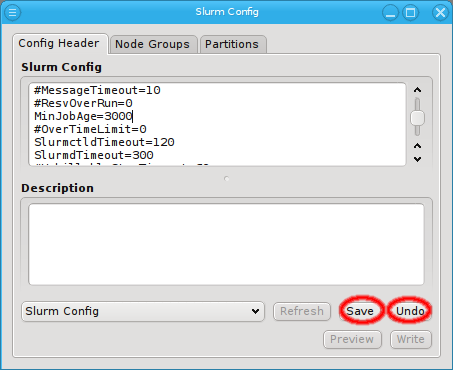 Slurm Config
Config Header Node Groups Partitions
Slurm Config
#MessageTimeout=10
#ResvOverRun=0
MinJobAge=3000
#OverTimeLimit=0
SlurmctldTimeout=120
SlurmdTimeout=300
Description
Slurm Config Refresh Save Undo
Preview Write